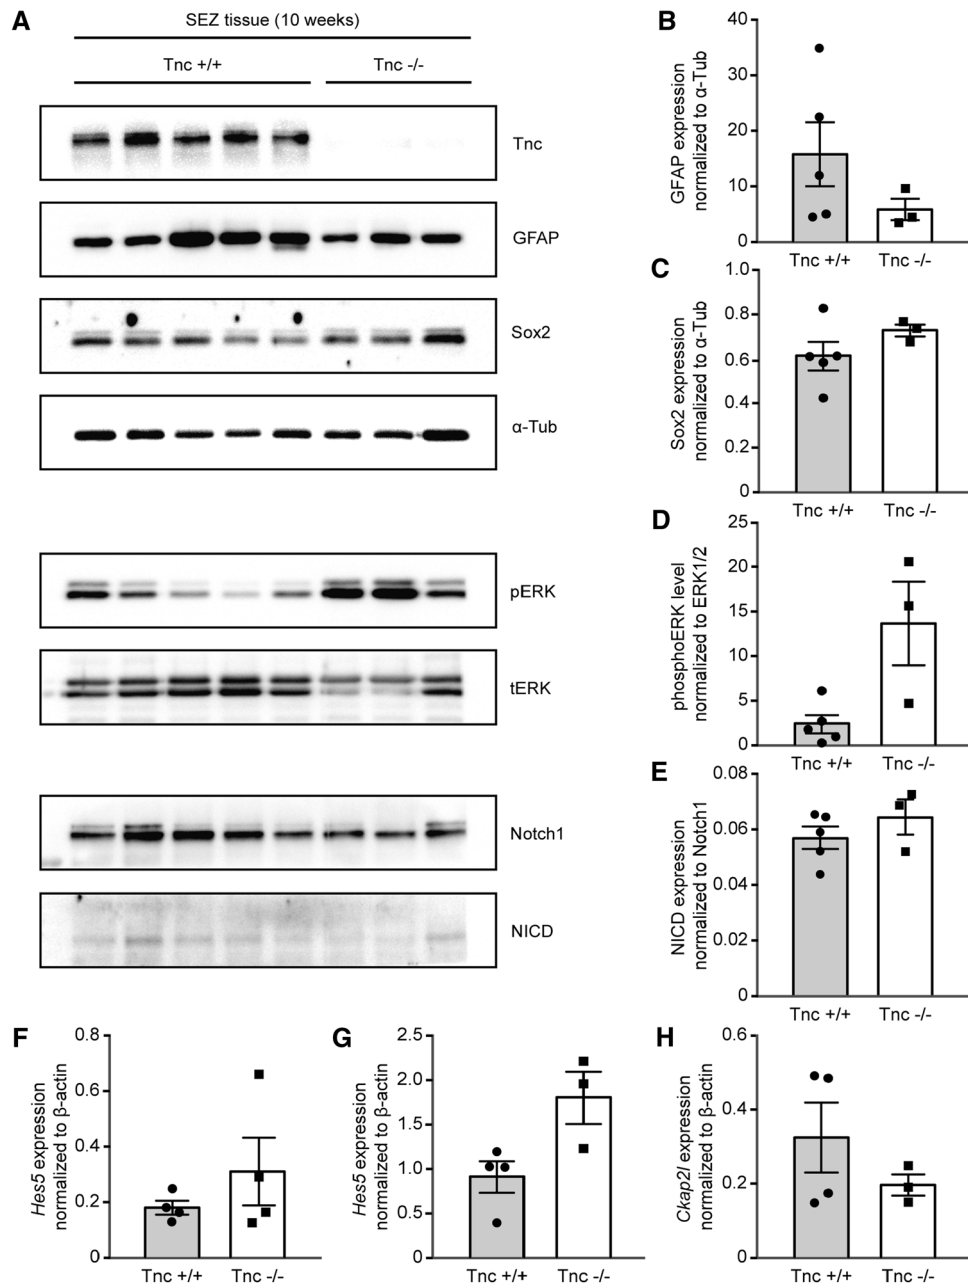 A
SEZ tissue (10 weeks)
Tnc +/+
Tnc -/-
Tnc
GFAP
Sox2
α-Tub
pERK
tERK
Notch1
NICD
B
GFAP expression
normalized to α-Tub
40
30
20
10
0
Tnc +/+
Tnc -/-
C
Sox2 expression
normalized to α-Tub
1.0
0.8
0.6
0.4
0.2
0
Tnc +/+
Tnc -/-
D
phosphoERK level
normalized to ERK1/2
25
20
15
10
5
0
Tnc +/+
Tnc -/-
E
NICD expression
normalized to Notch1
0.08
0.06
0.04
0.02
0
Tnc +/+
Tnc -/-
F
Hes5 expression
normalized to β-actin
0.8
0.6
0.4
0.2
0
Tnc +/+
Tnc -/-
G
Hes5 expression
normalized to β-actin
2.5
2.0
1.5
1.0
0.5
0
Tnc +/+
Tnc -/-
H
Ckap2l expression
normalized to β-actin
0.6
0.4
0.2
0
Tnc +/+
Tnc -/-